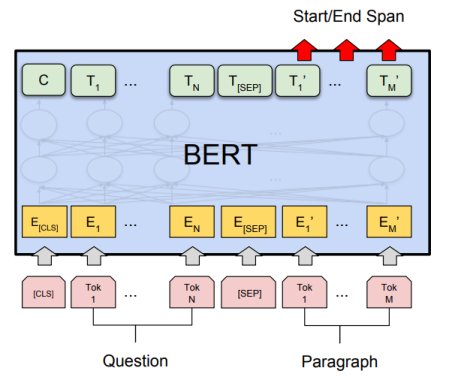 Start/End Span
C T1 ... TN T[SEP] T1' ... TM'
...
BERT
...
E[CLS] E1 ... EN E[SEP] E1' ... EM'
[CLS] Tok 1 ... Tok N [SEP] Tok 1 ... Tok M
Question Paragraph